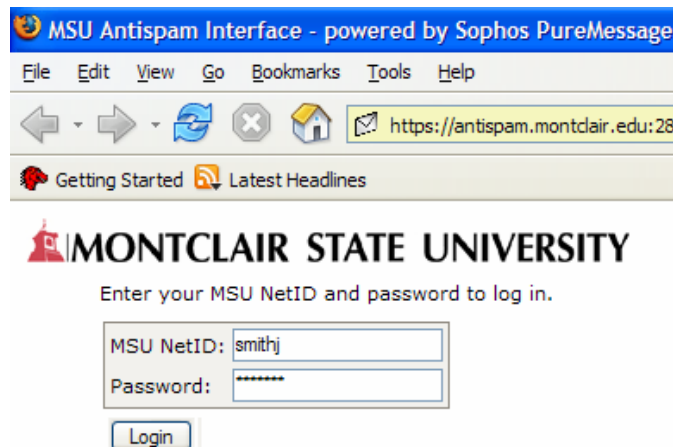 MSU Antispam Interface - powered by Sophos PureMessage
File Edit View Go Bookmarks Tools Help
https://antispam.montclair.edu:28
Getting Started Latest Headlines
MONTCLAIR STATE UNIVERSITY
Enter your MSU NetID and password to log in.
MSU NetID: smithj
Password: *******
Login